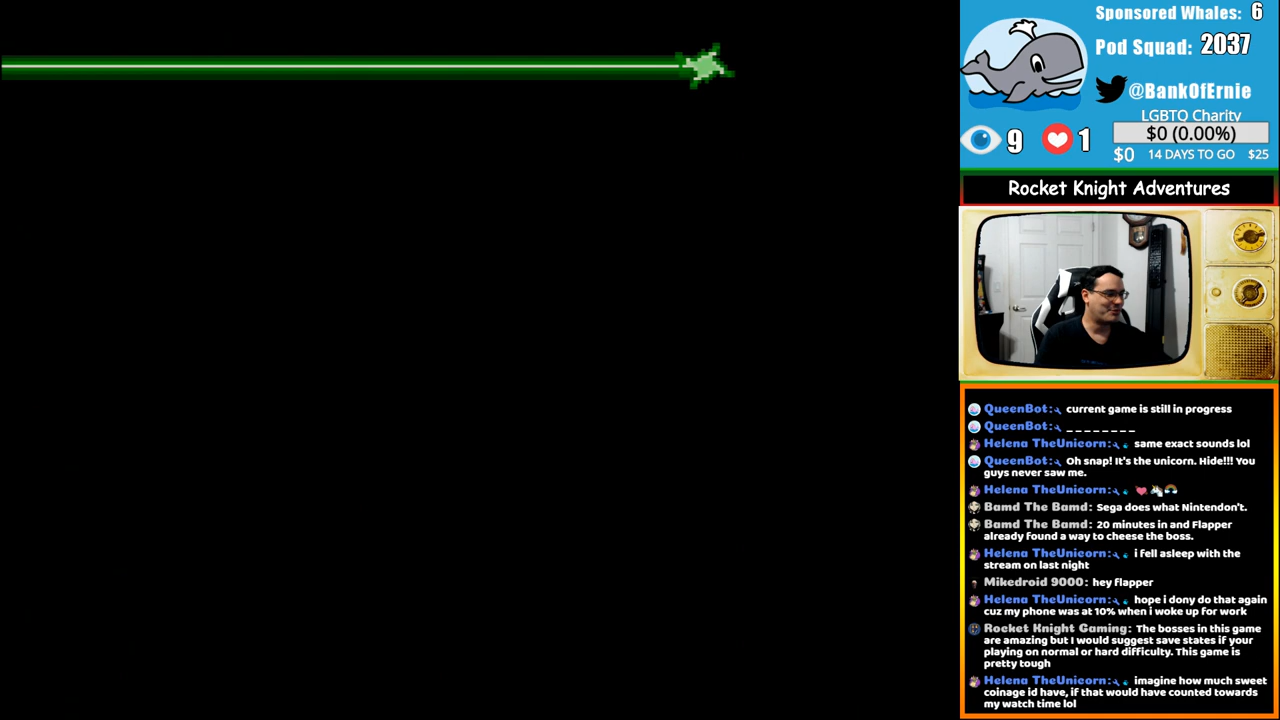 Sponsored Whales: 6
Pod Squad: 2037
@BankOfErnie
LGBTQ Charity
$0 (0.00%)
$0 14 DAYS TO GO $25
9 1
Rocket Knight Adventures
QueenBot: current game is still in progress
QueenBot: _ _ _ _ _ _ _ _
Helena TheUnicorn: same exact sounds lol
QueenBot: Oh snap! It's the unicorn. Hide!!! You
guys never saw me.
Helena TheUnicorn: 💘🦄🌈
Bamd The Bamd: Sega does what Nintendon't.
Bamd The Bamd: 20 minutes in and Flapper
already found a way to cheese the boss.
Helena TheUnicorn: i fell asleep with the
stream on last night
Mikedroid 9000: hey flapper
Helena TheUnicorn: hope i dony do that again
cuz my phone was at 10% when i woke up for work
Rocket Knight Gaming: The bosses in this game
are amazing but I would suggest save states if your
playing on normal or hard difficulty. This game is
pretty tough
Helena TheUnicorn: imagine how much sweet
coinage id have, if that would have counted towards
my watch time lol